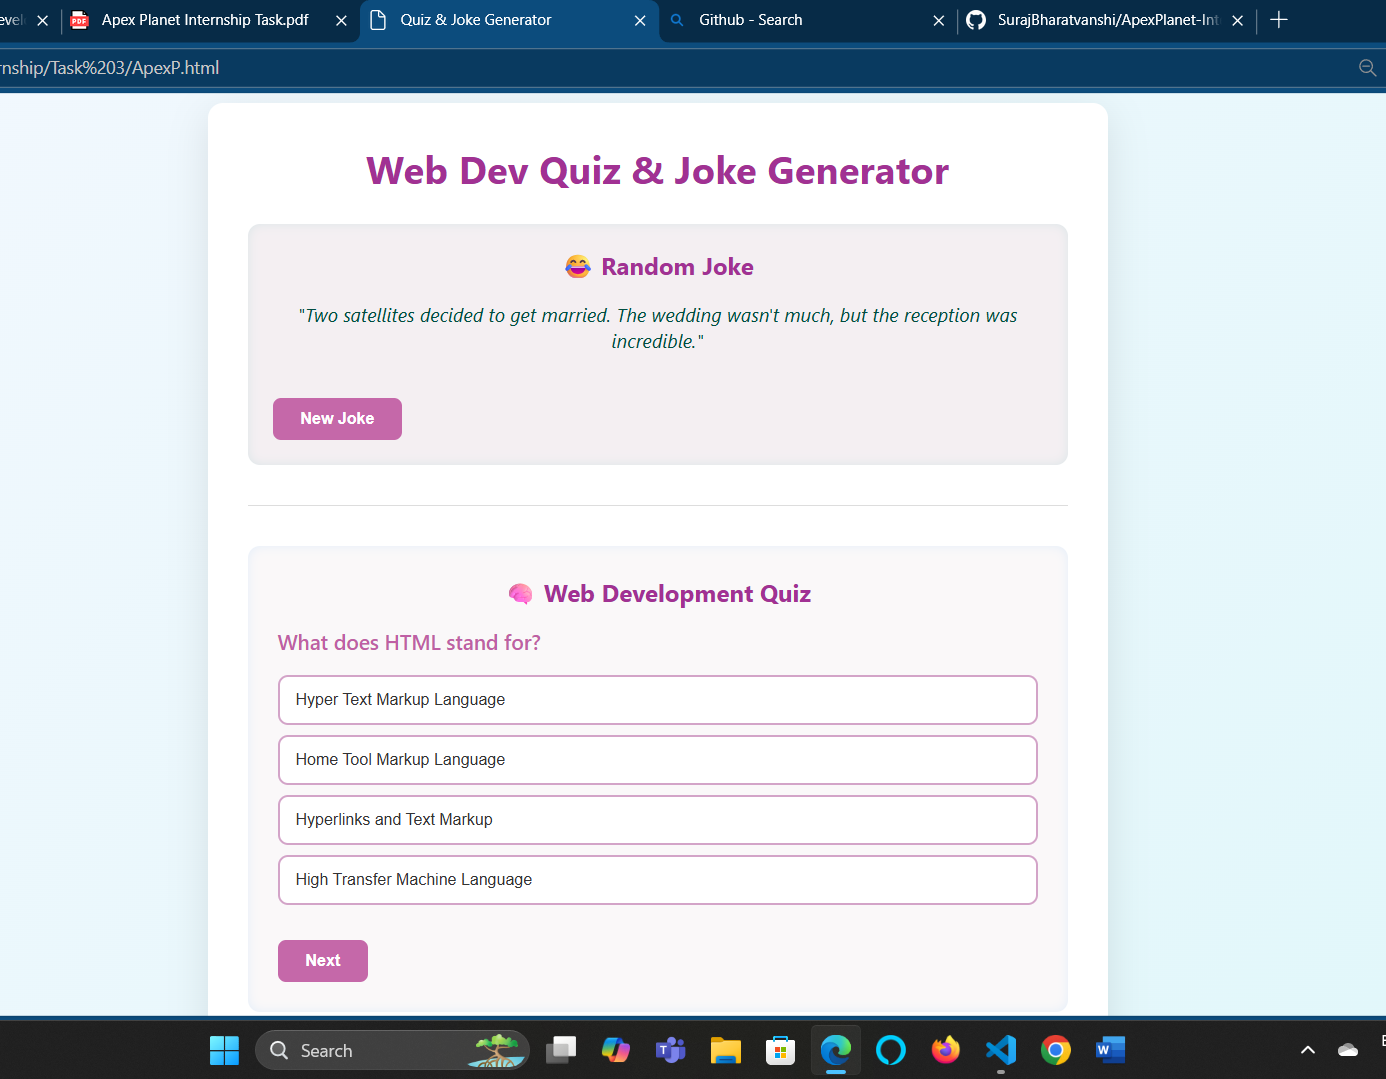 evel
Apex Planet Internship Task.pdf
Quiz & Joke Generator
Github - Search
SurajBharatvanshi/ApexPlanet-Int
rnship/Task%203/ApexP.html
Web Dev Quiz & Joke Generator
😂 Random Joke
"Two satellites decided to get married. The wedding wasn't much, but the reception was
incredible."
New Joke
🧠 Web Development Quiz
What does HTML stand for?
Hyper Text Markup Language
Home Tool Markup Language
Hyperlinks and Text Markup
High Transfer Machine Language
Next
Search